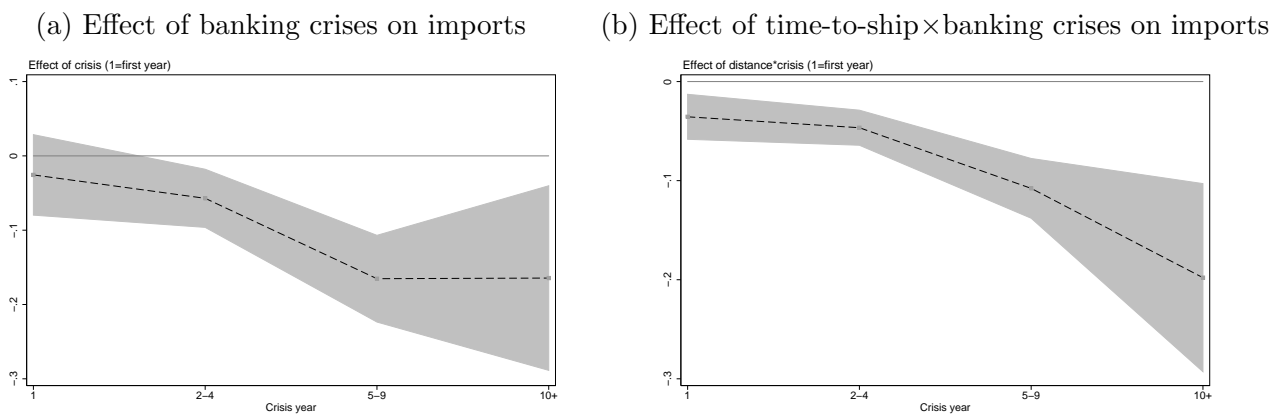 (a) Effect of banking crises on imports
Effect of crisis (1=first year)
.1
0
-.1
-.2
-.3
1 2–4 5–9 10+
Crisis year
(b) Effect of time-to-ship×banking crises on imports
Effect of distance*crisis (1=first year)
0
-.1
-.2
-.3
1 2–4 5–9 10+
Crisis year